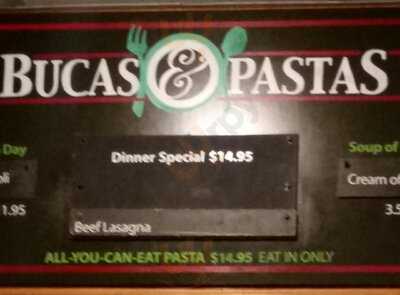 BUCAS & PASTAS
Day
Dinner Special $14.95
Soup of
oli
Cream of
1.95
3.5
Beef Lasagna
ALL-YOU-CAN-EAT PASTA $14.95 EAT IN ONLY